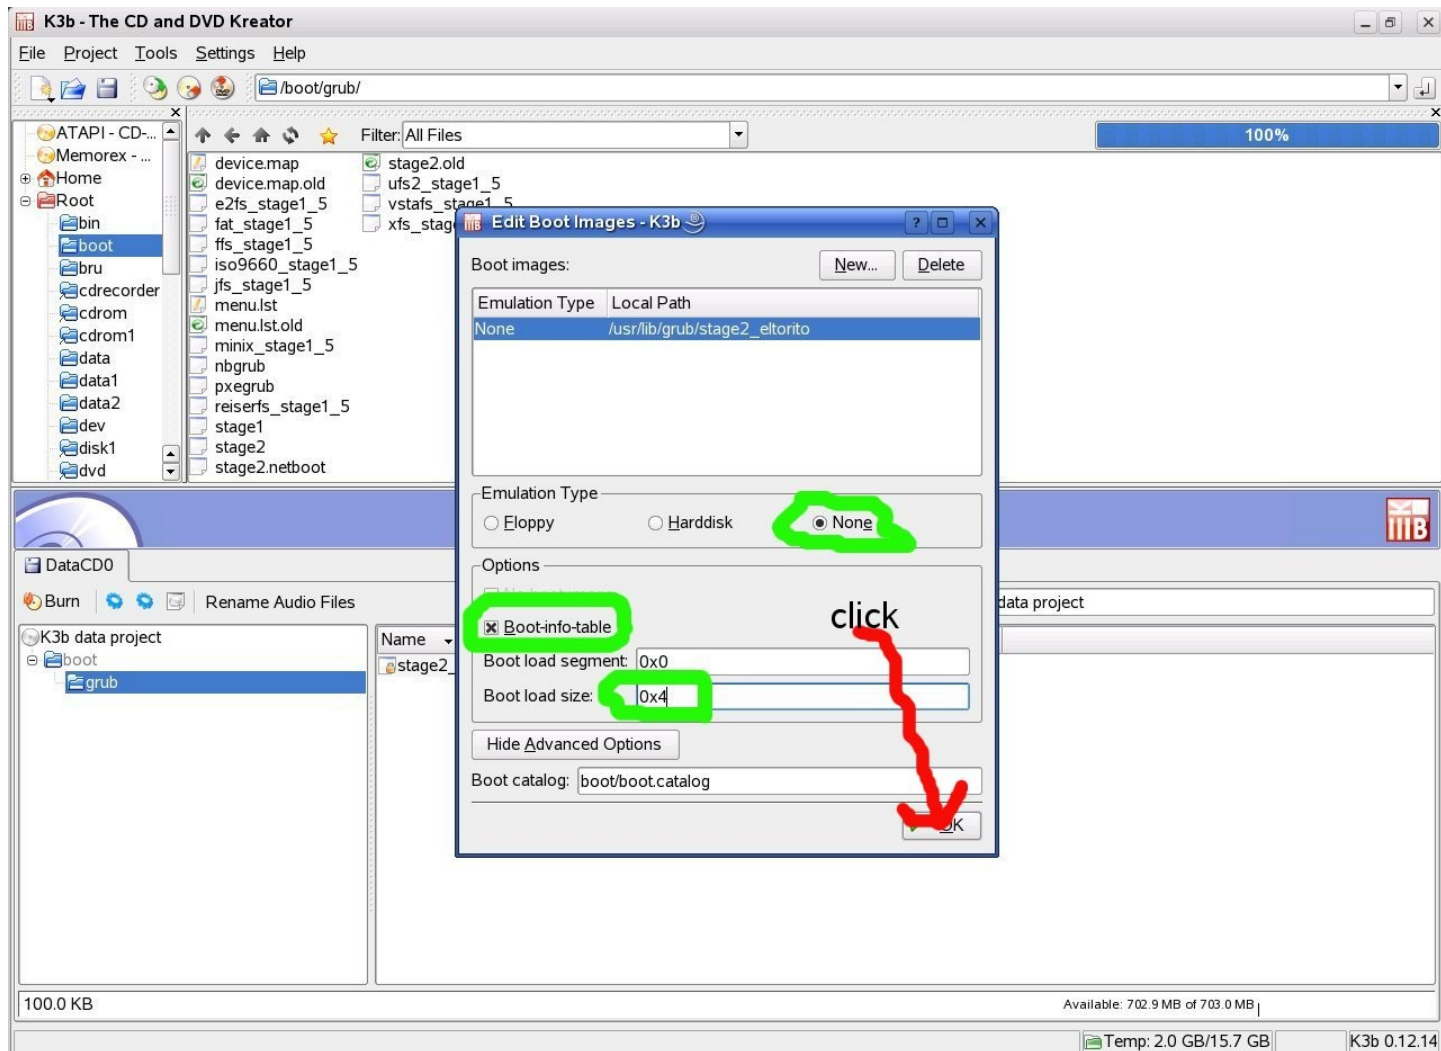 K3b - The CD and DVD Kreator
File Project Tools Settings Help
/boot/grub/
ATAPI - CD-...
Memorex - ...
Home
Root
bin
boot
bru
cdrecorder
cdrom
cdrom1
data
data1
data2
dev
disk1
dvd
Filter: All Files
100%
device.map
device.map.old
e2fs_stage1_5
fat_stage1_5
ffs_stage1_5
iso9660_stage1_5
jfs_stage1_5
menu.lst
menu.lst.old
minix_stage1_5
nbgrub
pxegrub
reiserfs_stage1_5
stage1
stage2
stage2.netboot
stage2.old
ufs2_stage1_5
vstafs_stage1_5
xfs_stag
Edit Boot Images - K3b
Boot images: New... Delete
Emulation Type Local Path
None /usr/lib/grub/stage2_eltorito
Emulation Type
Floppy Harddisk None
Options
Boot-info-table
click
Boot load segment: 0x0
Boot load size: 0x4
Hide Advanced Options
Boot catalog: boot/boot.catalog
OK
DataCD0
Burn Rename Audio Files
data project
K3b data project
boot
grub
Name
stage2_
100.0 KB
Available: 702.9 MB of 703.0 MB
Temp: 2.0 GB/15.7 GB K3b 0.12.14